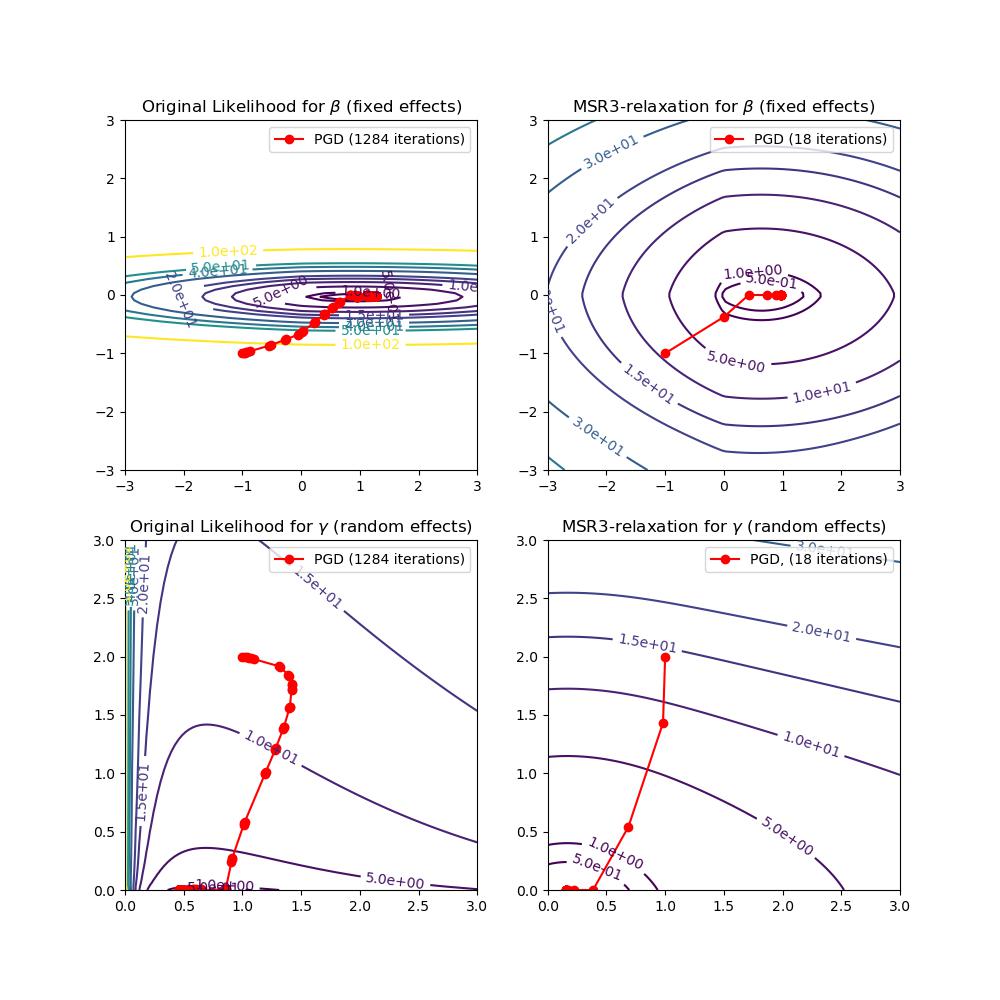 Original Likelihood for β (fixed effects)
PGD (1284 iterations)
3
2
1
0
−1
−2
−3
−3 −2 −1 0 1 2 3
1.0e+02
5.0e+01
2.0e+01
5.0e+00
1.0e+00
5.0e+01
1.0e+02
MSR3-relaxation for β (fixed effects)
PGD (18 iterations)
3
2
1
0
−1
−2
−3
−3 −2 −1 0 1 2 3
3.0e+01
2.0e+01
1.0e+00
5.0e-01
5.0e+00
1.5e+01
1.0e+01
3.0e+01
Original Likelihood for γ (random effects)
PGD (1284 iterations)
3.0
2.5
2.0
1.5
1.0
0.5
0.0
0.0 0.5 1.0 1.5 2.0 2.5 3.0
2.0e+01
1.5e+01
1.0e+01
1.5e+01
5.0e+00
MSR3-relaxation for γ (random effects)
PGD, (18 iterations)
3.0
2.5
2.0
1.5
1.0
0.5
0.0
0.0 0.5 1.0 1.5 2.0 2.5 3.0
3.0e+01
2.0e+01
1.5e+01
1.0e+01
5.0e+00
1.0e+00
5.0e-01